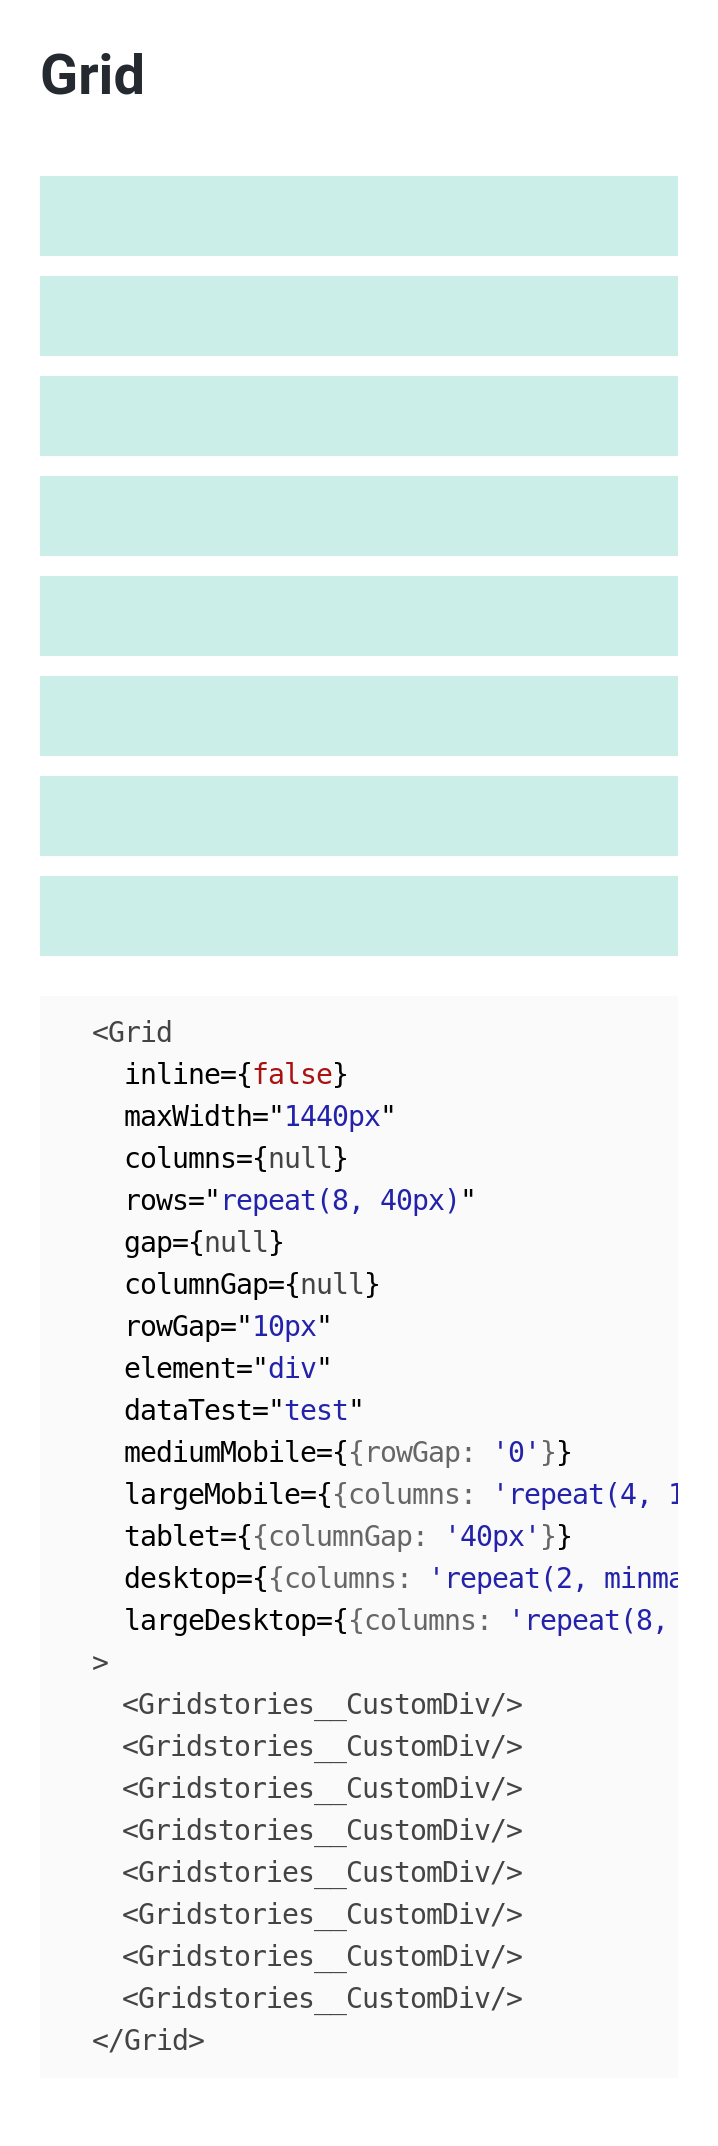 Grid
<Grid
inline={false}
maxWidth="1440px"
columns={null}
rows="repeat(8, 40px)"
gap={null}
columnGap={null}
rowGap="10px"
element="div"
dataTest="test"
mediumMobile={{rowGap: '0'}}
largeMobile={{columns: 'repeat(4, 1
tablet={{columnGap: '40px'}}
desktop={{columns: 'repeat(2, minma
largeDesktop={{columns: 'repeat(8,
>
<Gridstories__CustomDiv/>
<Gridstories__CustomDiv/>
<Gridstories__CustomDiv/>
<Gridstories__CustomDiv/>
<Gridstories__CustomDiv/>
<Gridstories__CustomDiv/>
<Gridstories__CustomDiv/>
<Gridstories__CustomDiv/>
</Grid>